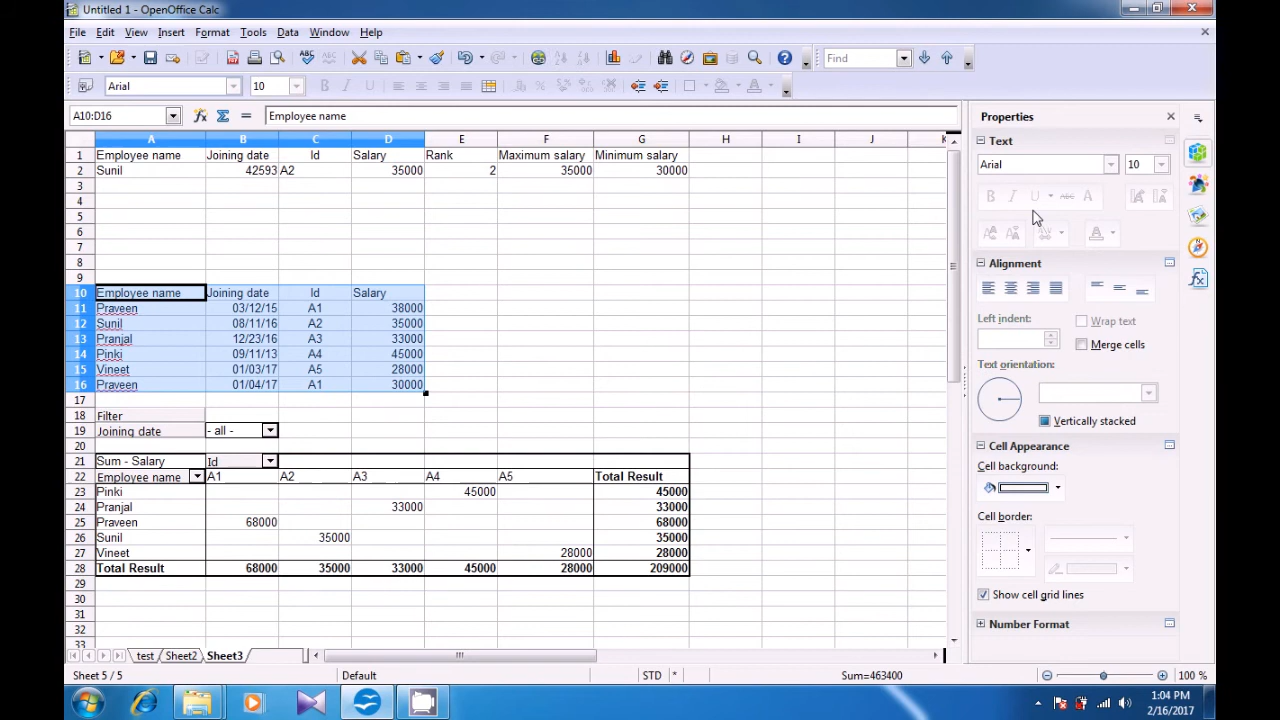 Untitled 1 - OpenOffice Calc
File Edit View Insert Format Tools Data Window Help
Find
Arial 10
A10:D16 Employee name
A B C D E F G H I J K
1 Employee name Joining date Id Salary Rank Maximum salary Minimum salary
2 Sunil 42593 A2 35000 2 35000 30000
3
4
5
6
7
8
9
10 Employee name Joining date Id Salary
11 Praveen 03/12/15 A1 38000
12 Sunil 08/11/16 A2 35000
13 Pranjal 12/23/16 A3 33000
14 Pinki 09/11/13 A4 45000
15 Vineet 01/03/17 A5 28000
16 Praveen 01/04/17 A1 30000
17
18 Filter
19 Joining date - all -
20
21 Sum - Salary Id
22 Employee name A1 A2 A3 A4 A5 Total Result
23 Pinki 45000 45000
24 Pranjal 33000 33000
25 Praveen 68000 68000
26 Sunil 35000 35000
27 Vineet 28000 28000
28 Total Result 68000 35000 33000 45000 28000 209000
29
30
31
32
33
test Sheet2 Sheet3
Sheet 5 / 5 Default STD * Sum=463400 100 %
Properties
Text
Arial 10
Alignment
Left indent: Wrap text
Merge cells
Text orientation:
Vertically stacked
Cell Appearance
Cell background:
Cell border:
Show cell grid lines
Number Format
1:04 PM
2/16/2017